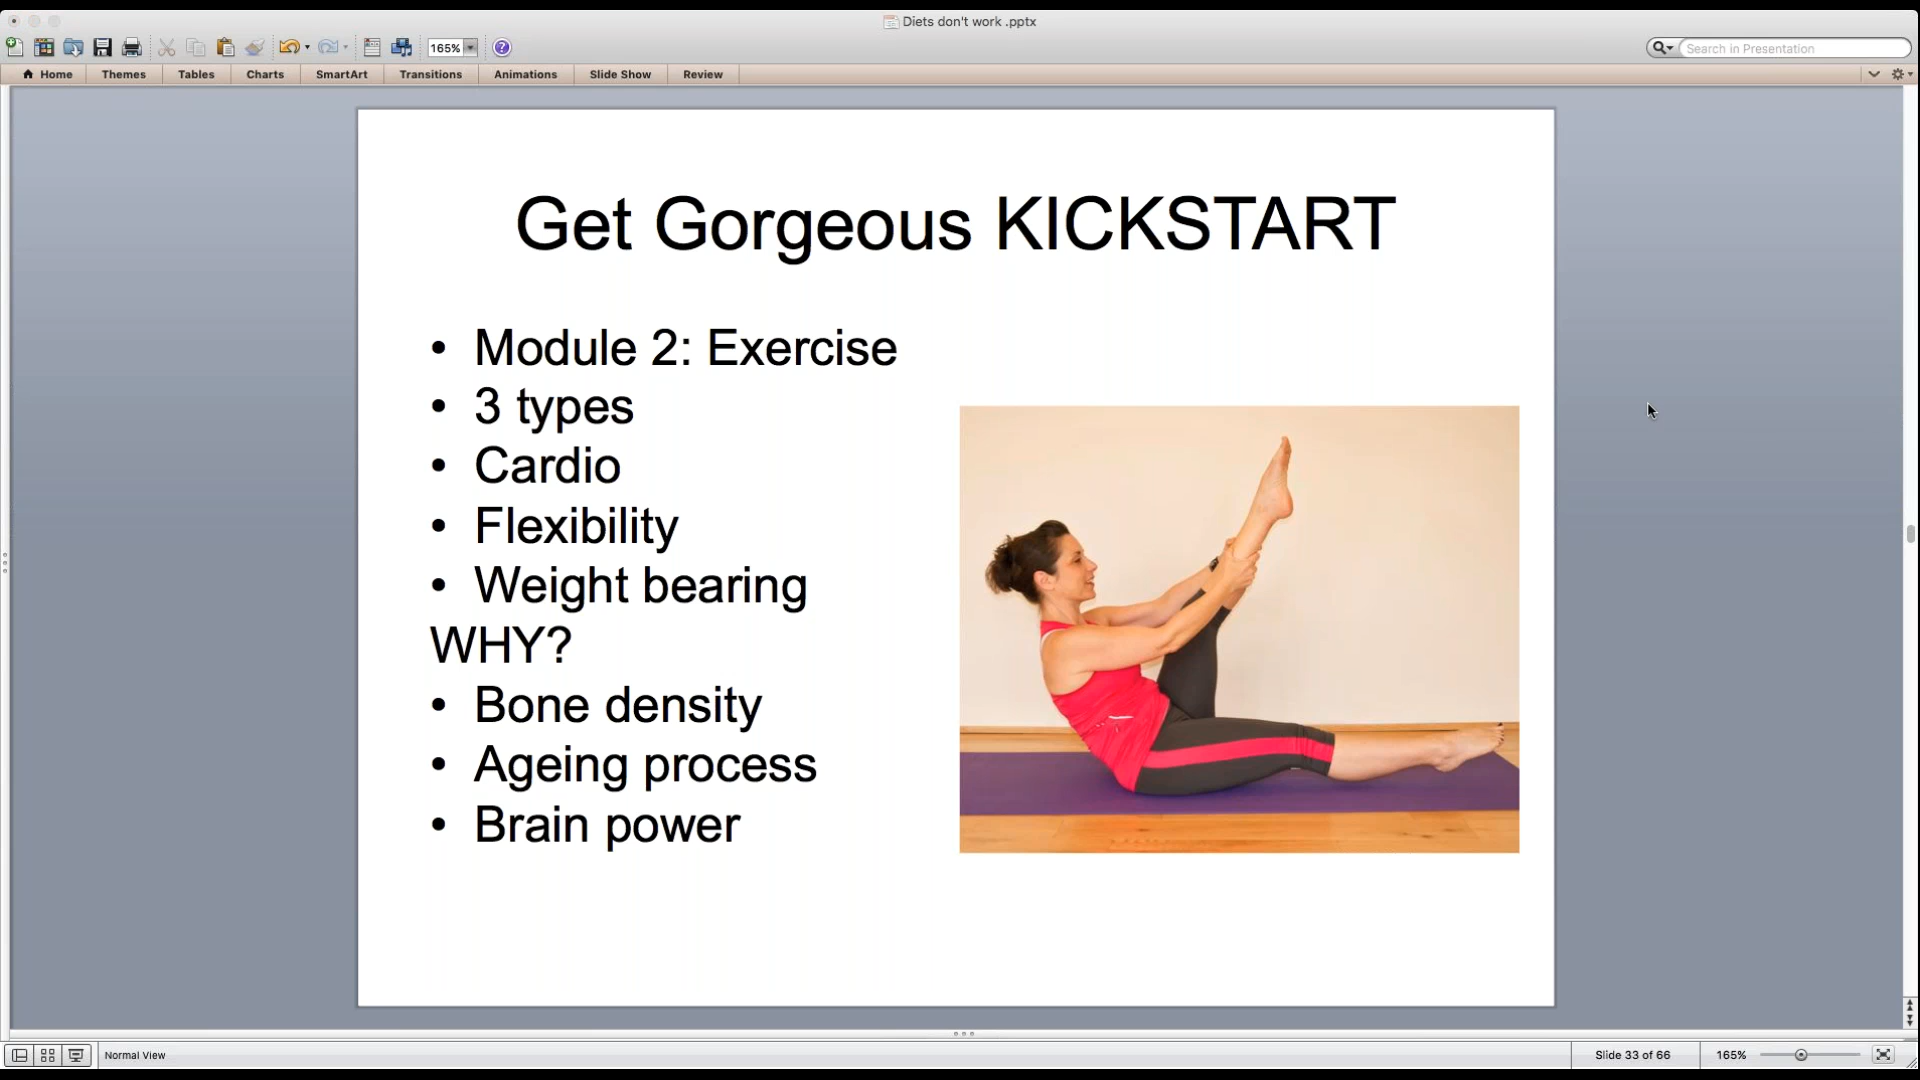 Diets don't work .pptx
165%
Search in Presentation
Home Themes Tables Charts SmartArt Transitions Animations Slide Show Review
Get Gorgeous KICKSTART
• Module 2: Exercise
• 3 types
• Cardio
• Flexibility
• Weight bearing
WHY?
• Bone density
• Ageing process
• Brain power
Normal View
Slide 33 of 66
165%